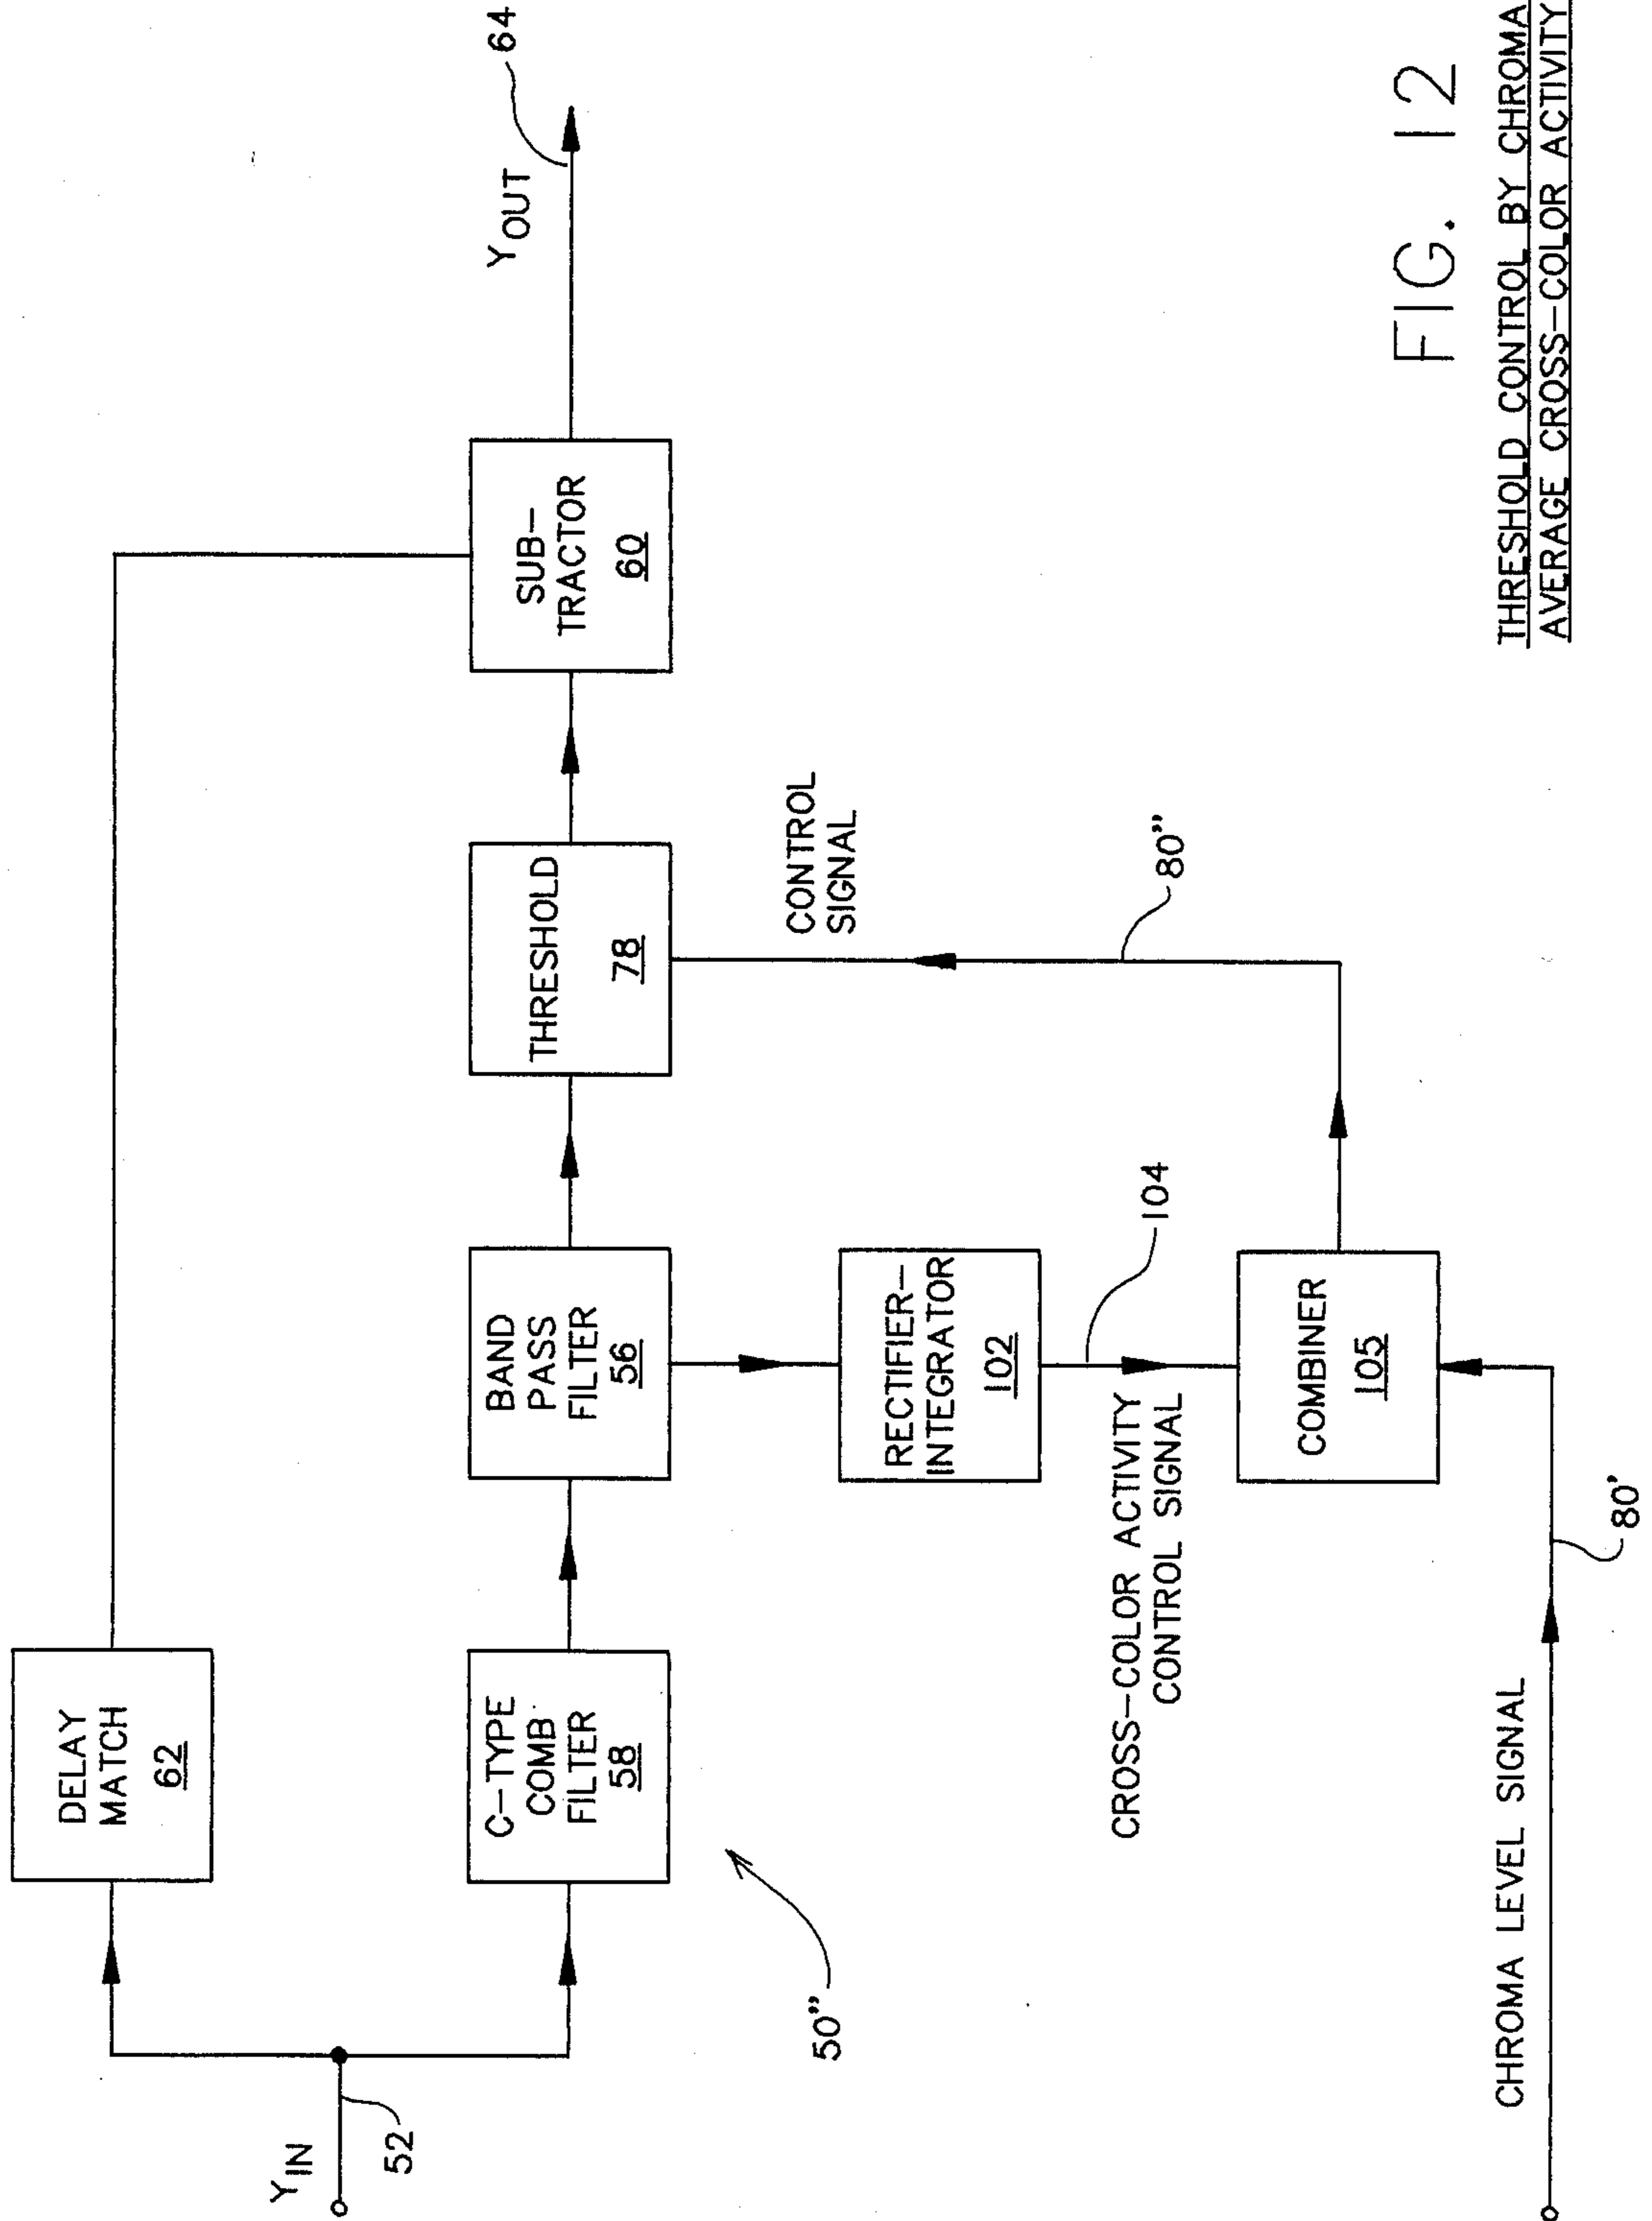 DELAY
MATCH
62
Y IN
52
C-TYPE
COMB
FILTER
58
BAND
PASS
FILTER
56
THRESHOLD
78
SUB-
TRACTOR
60
Y OUT
64
50"
RECTIFIER-
INTEGRATOR
102
CONTROL
SIGNAL
CROSS-COLOR ACTIVITY
CONTROL SIGNAL
104
80"
COMBINER
105
CHROMA LEVEL SIGNAL
80'
FIG. 12
THRESHOLD CONTROL BY CHROMA
AVERAGE CROSS-COLOR ACTIVITY